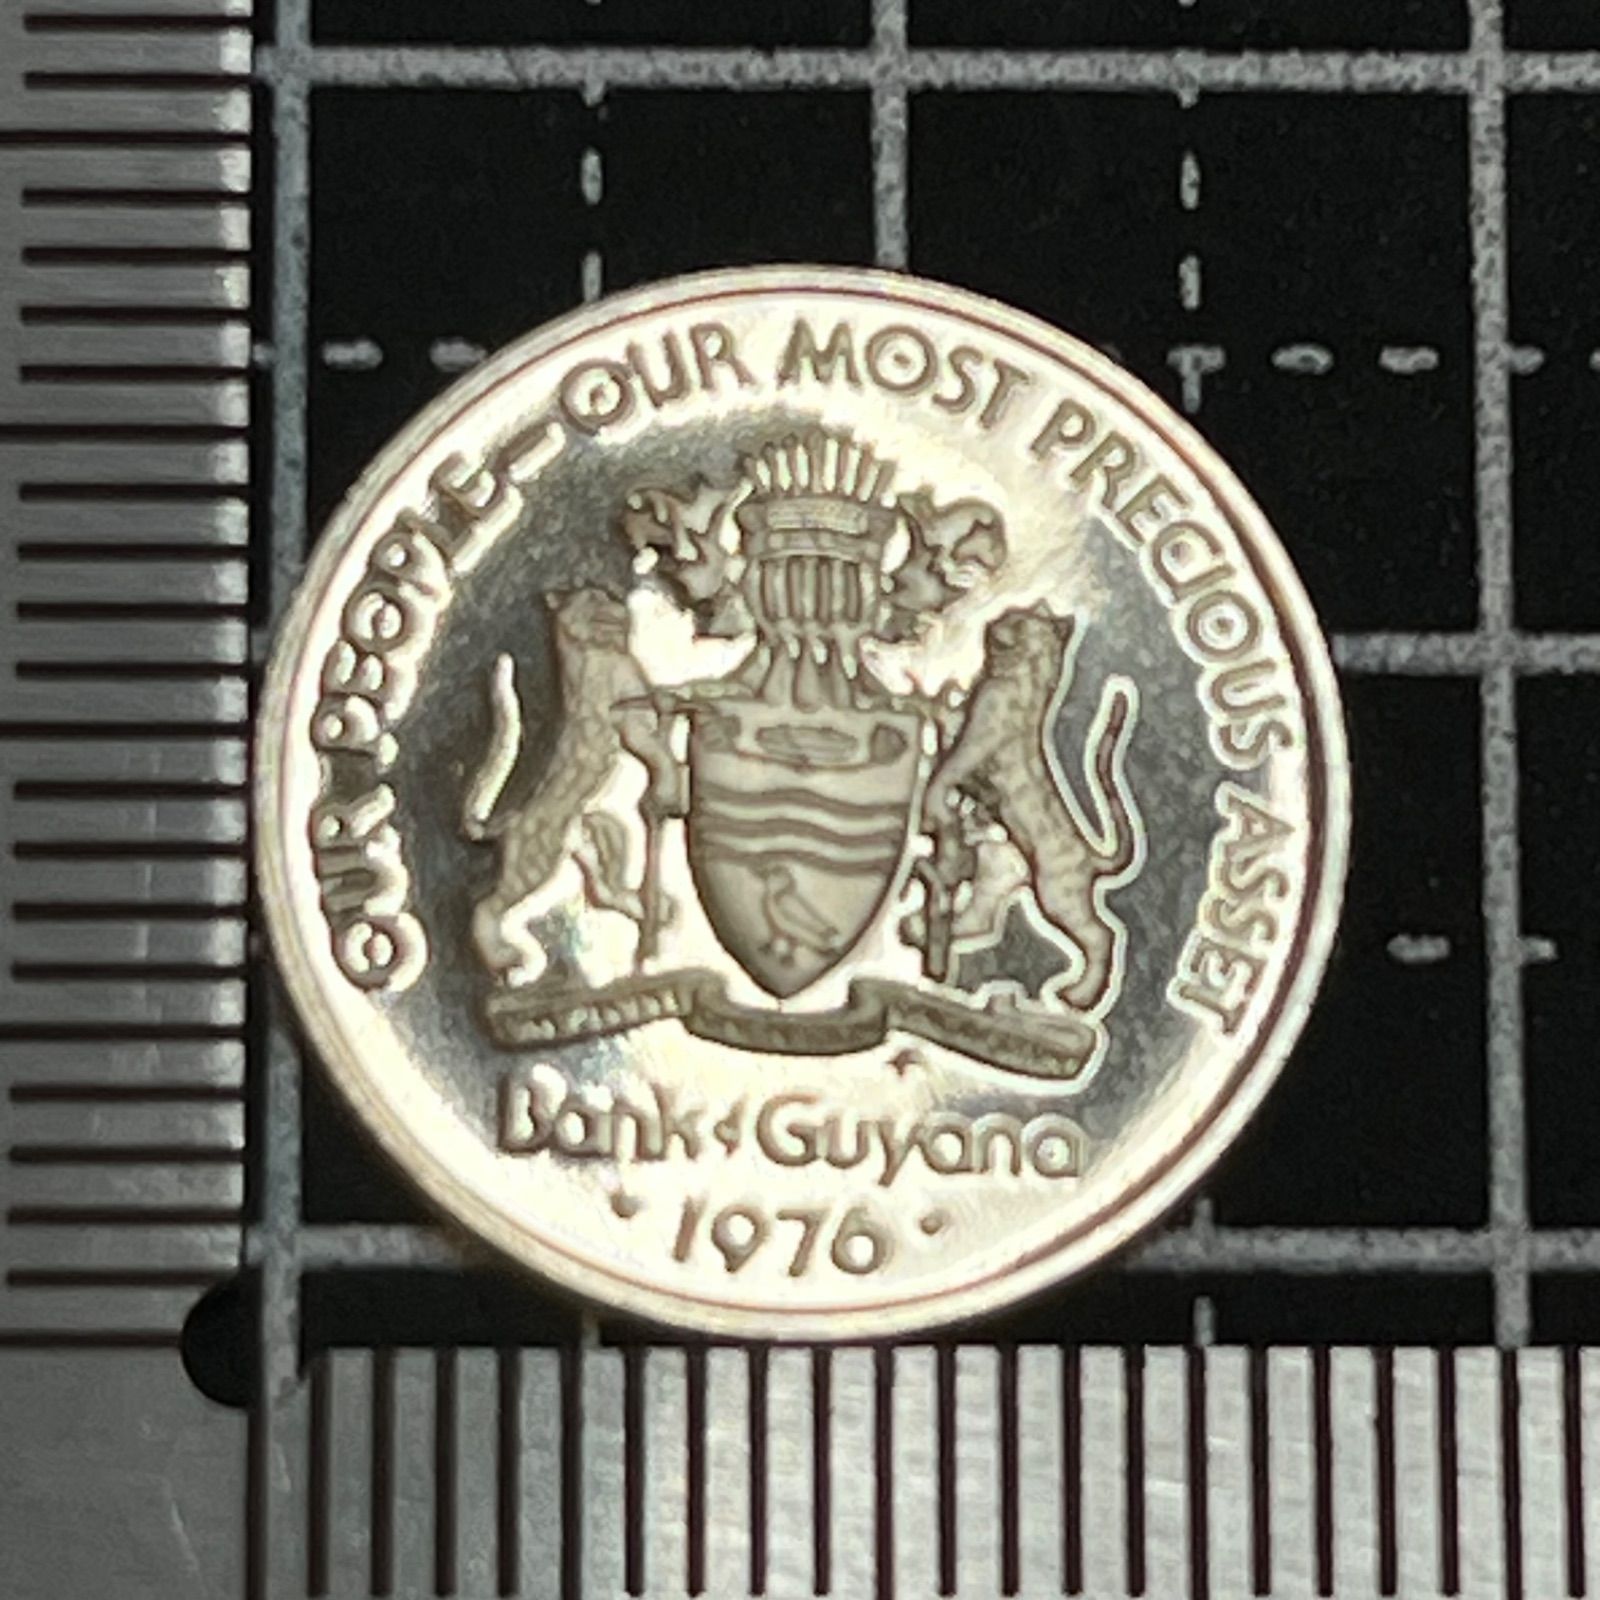 OUR PEOPLE—OUR MOST PRECIOUS ASSET
Bank of Guyana
• 1976 •